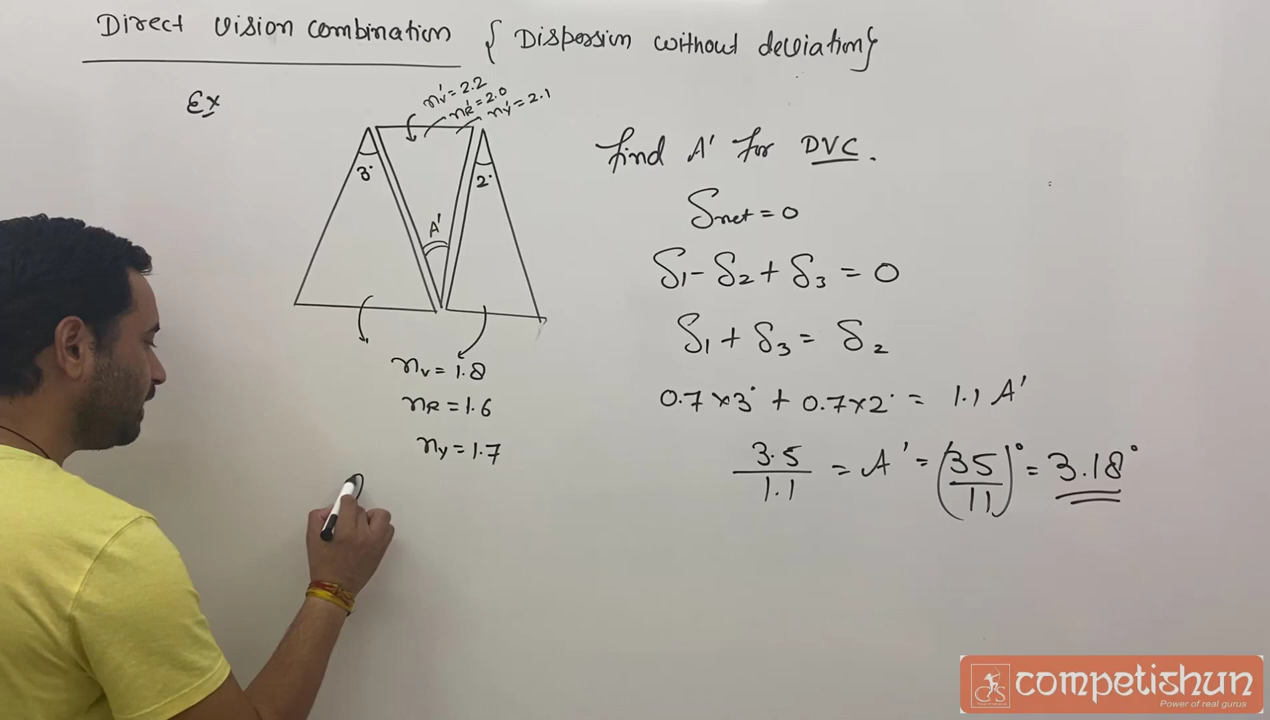 Direct vision combination { Dispersion without deviation}
Ex
n'v = 2.2
n'R = 2.0
n'y = 2.1
3°
2°
A'
nv = 1.8
nR = 1.6
ny = 1.7
find A' for DVC.
δnet = 0
δ1 - δ2 + δ3 = 0
δ1 + δ3 = δ2
0.7 × 3° + 0.7 × 2° = 1.1 A'
3.5/1.1 = A' = (35/11)° = 3.18°
competishun
Power of real gurus